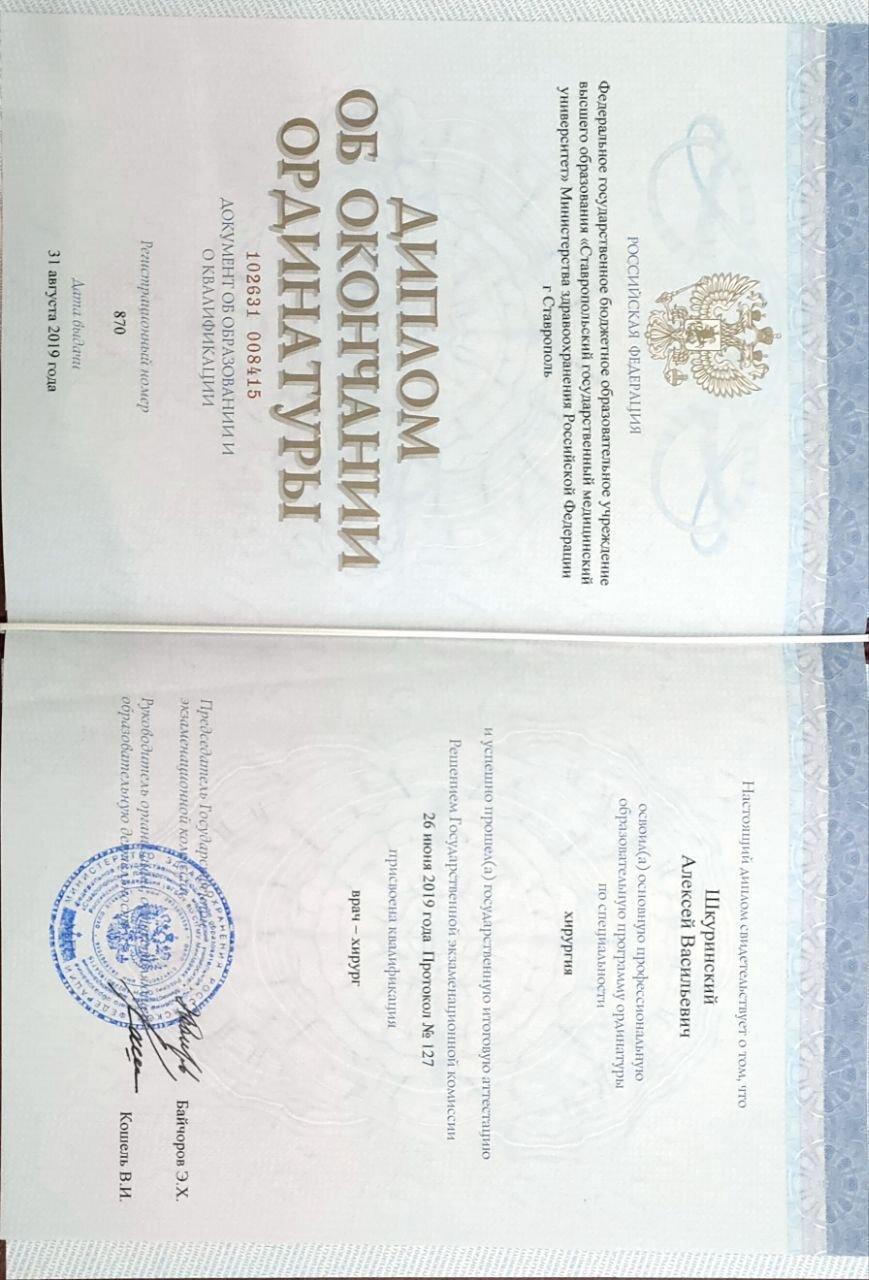 РОССИЙСКАЯ ФЕДЕРАЦИЯ
Федеральное государственное бюджетное образовательное учреждение
высшего образования «Ставропольский государственный медицинский
университет» Министерства здравоохранения Российской Федерации
г Ставрополь
ДИПЛОМ
ОБ ОКОНЧАНИИ
ОРДИНАТУРЫ
102631 008415
ДОКУМЕНТ ОБ ОБРАЗОВАНИИ И
О КВАЛИФИКАЦИИ
Регистрационный номер
870
Дата выдачи
31 августа 2019 года
Настоящий диплом свидетельствует о том, что
Шкуринский
Алексей Васильевич
освоил(а) основную профессиональную
образовательную программу ординатуры
по специальности
хирургия
и успешно прошел(а) государственную итоговую аттестацию
Решением Государственной экзаменационной комиссии
26 июня 2019 года Протокол № 127
присвоена квалификация
врач – хирург
Председатель Государственной
экзаменационной комиссии
Байчоров Э.Х.
Руководитель
образовательную
Кошель В.И.